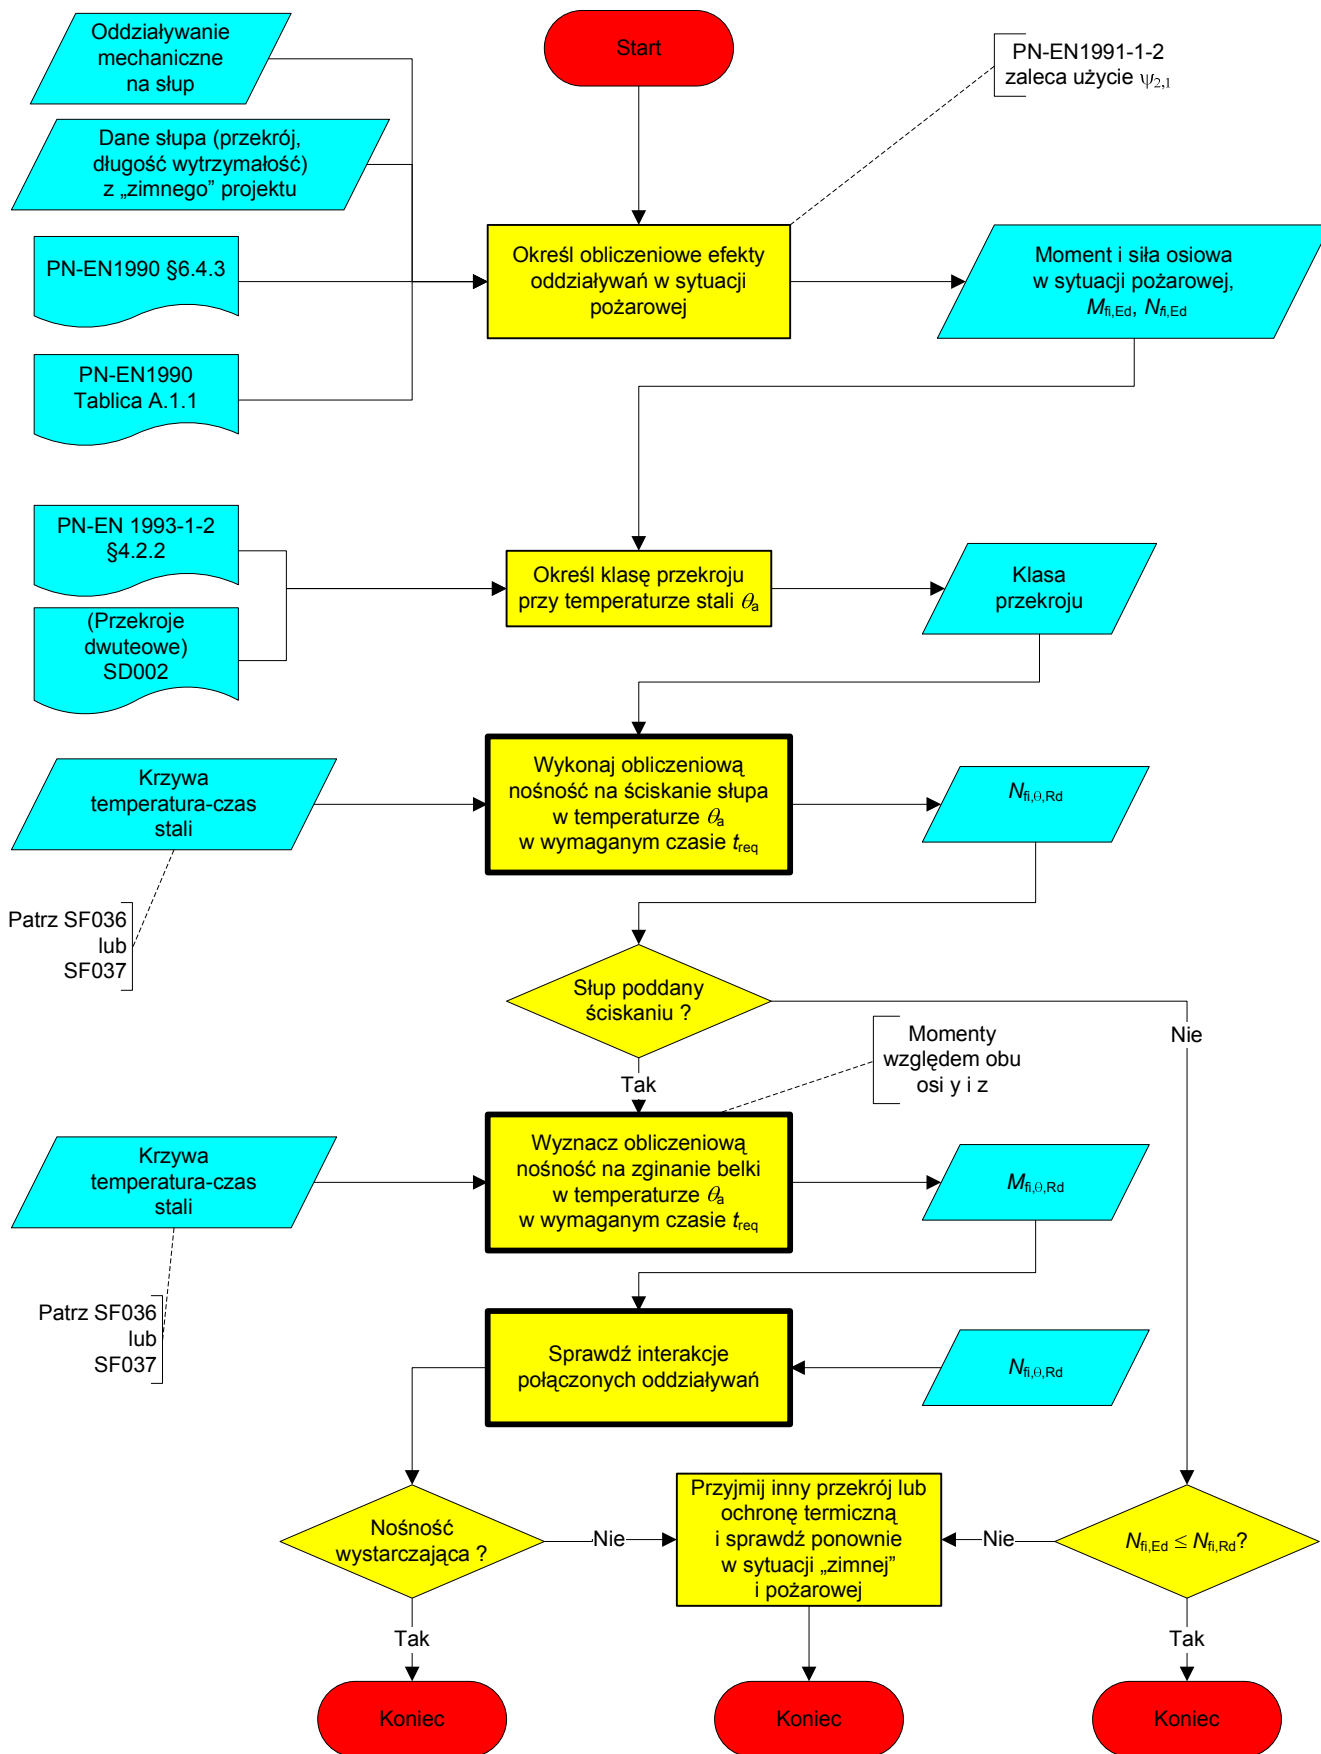 Oddziaływanie
mechaniczne
na słup
Start
PN-EN1991-1-2
zaleca użycie ψ2,1
Dane słupa (przekrój,
długość wytrzymałość)
z „zimnego” projektu
PN-EN1990 §6.4.3
Określ obliczeniowe efekty
oddziaływań w sytuacji
pożarowej
Moment i siła osiowa
w sytuacji pożarowej,
Mfi,Ed, Nfi,Ed
PN-EN1990
Tablica A.1.1
PN-EN 1993-1-2
§4.2.2
Określ klasę przekroju
przy temperaturze stali θa
Klasa
przekroju
(Przekroje
dwuteowe)
SD002
Krzywa
temperatura-czas
stali
Wykonaj obliczeniową
nośność na ściskanie słupa
w temperaturze θa
w wymaganym czasie treq
Nfi,θ,Rd
Patrz SF036
lub
SF037
Słup poddany
ściskaniu ?
Nie
Tak
Momenty
względem obu
osi y i z
Krzywa
temperatura-czas
stali
Wyznacz obliczeniową
nośność na zginanie belki
w temperaturze θa
w wymaganym czasie treq
Mfi,θ,Rd
Patrz SF036
lub
SF037
Sprawdź interakcje
połączonych oddziaływań
Nfi,θ,Rd
Nośność
wystarczająca ?
Nie
Przyjmij inny przekrój lub
ochronę termiczną
i sprawdź ponownie
w sytuacji „zimnej”
i pożarowej
Nie
Nfi,Ed ≤ Nfi,Rd?
Tak
Tak
Koniec
Koniec
Koniec